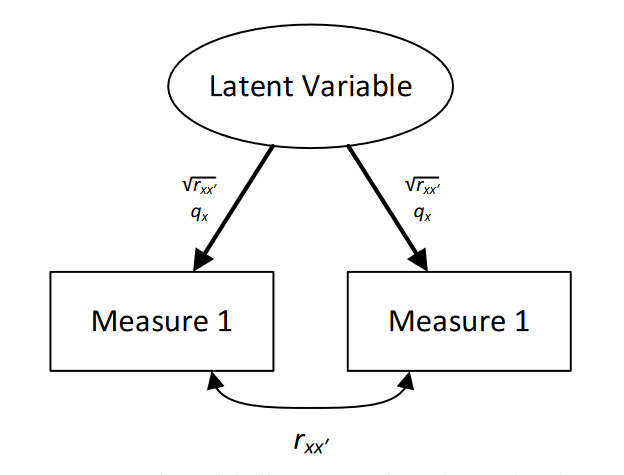 Latent Variable
√rxx′
qx
√rxx′
qx
Measure 1
Measure 1
rxx′